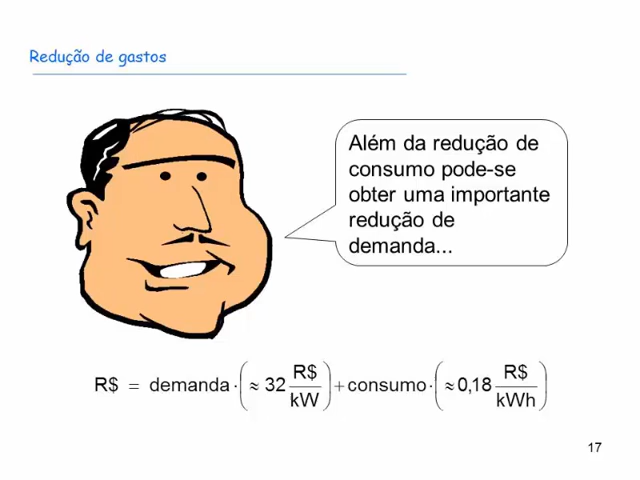 Redução de gastos
Além da redução de
consumo pode-se
obter uma importante
redução de
demanda...
R$ = demanda · ( ≈ 32 R$/kW ) + consumo · ( ≈ 0,18 R$/kWh )
17